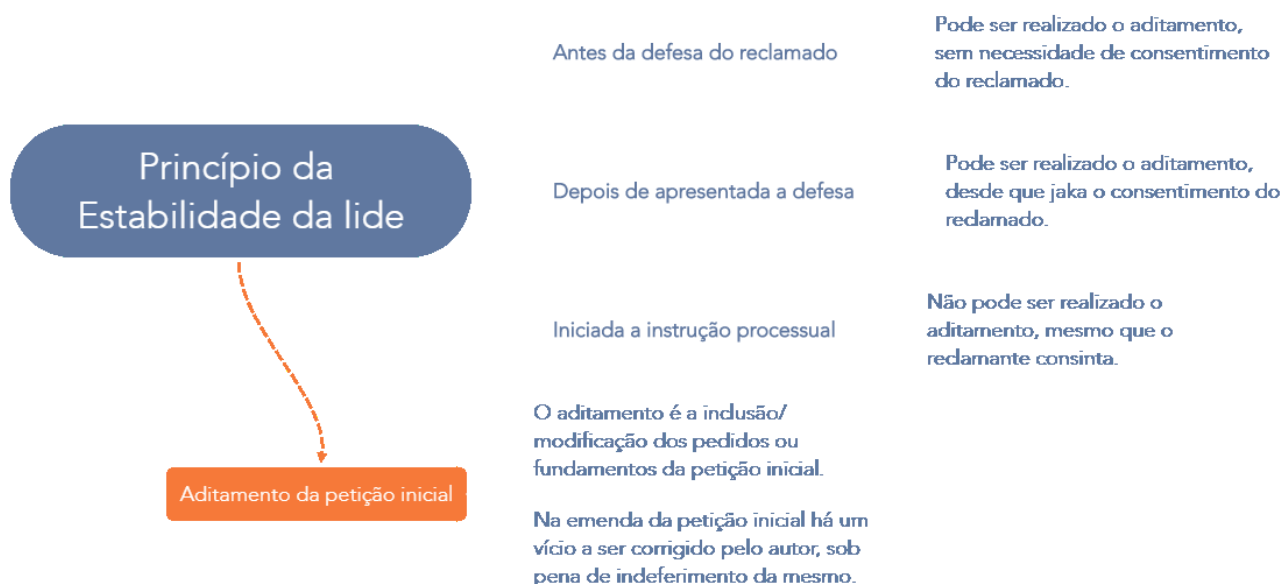 Princípio da
Estabilidade da lide
Antes da defesa do reclamado
Pode ser realizado o aditamento,
sem necessidade de consentimento
do reclamado.
Depois de apresentada a defesa
Pode ser realizado o aditamento,
desde que jaka o consentimento do
reclamado.
Iniciada a instrução processual
Não pode ser realizado o
aditamento, mesmo que o
reclamante consinta.
Aditamento da petição inicial
O aditamento é a inclusão/
modificação dos pedidos ou
fundamentos da petição inicial.
Na emenda da petição inicial há um
vício a ser corrigido pelo autor, sob
pena de indeferimento da mesmo.